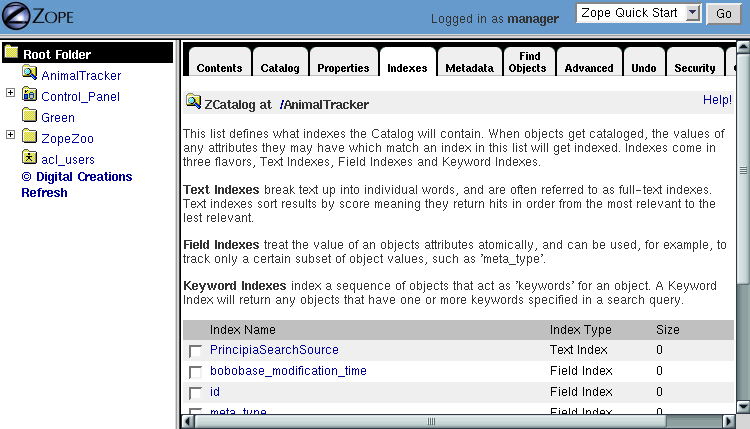 ZOPE
Logged in as manager
Zope Quick Start
Go
Root Folder
AnimalTracker
Control_Panel
Green
ZopeZoo
acl_users
© Digital Creations
Refresh
Contents
Catalog
Properties
Indexes
Metadata
Find
Objects
Advanced
Undo
Security
ZCatalog at /AnimalTracker
Help!
This list defines what indexes the Catalog will contain. When objects get cataloged, the values of
any attributes they may have which match an index in this list will get indexed. Indexes come in
three flavors, Text Indexes, Field Indexes and Keyword Indexes.
Text Indexes break text up into individual words, and are often referred to as full-text indexes.
Text indexes sort results by score meaning they return hits in order from the most relevant to the
lest relevant.
Field Indexes treat the value of an objects attributes atomically, and can be used, for example, to
track only a certain subset of object values, such as 'meta_type'.
Keyword Indexes index a sequence of objects that act as 'keywords' for an object. A Keyword
Index will return any objects that have one or more keywords specified in a search query.
Index Name Index Type Size
PrincipiaSearchSource Text Index 0
bobobase_modification_time Field Index 0
id Field Index 0
meta_type Field Index 0